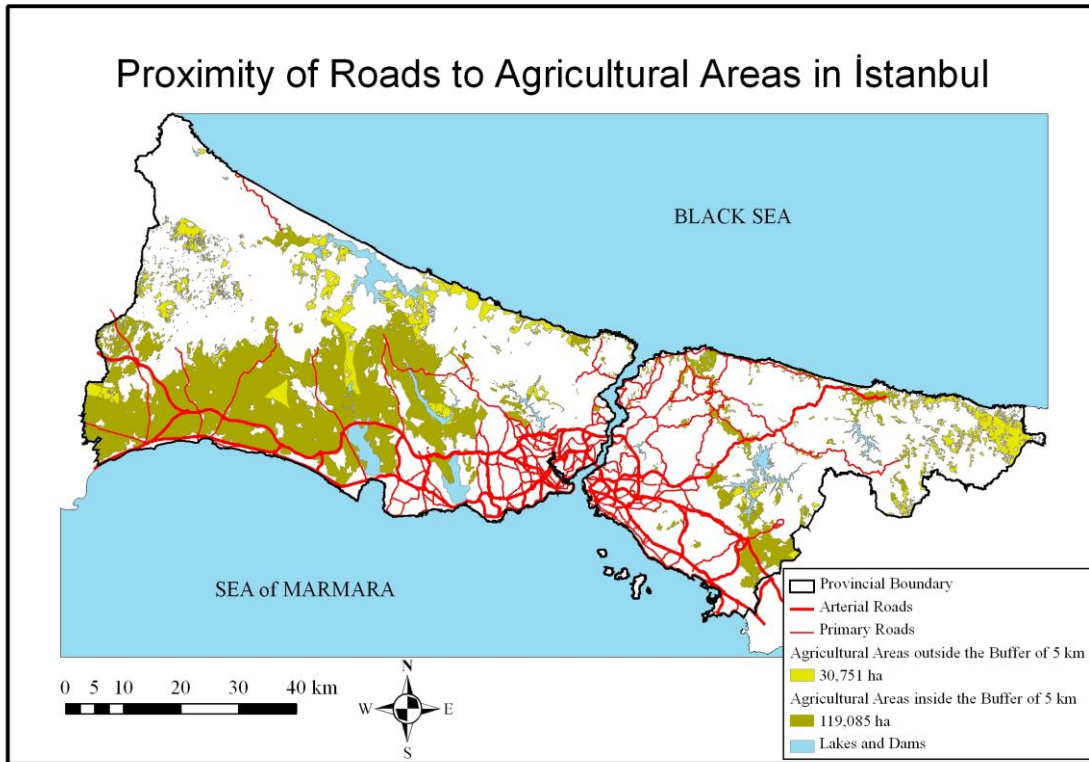 Proximity of Roads to Agricultural Areas in İstanbul
BLACK SEA
SEA of MARMARA
0 5 10 20 30 40 km
N
W E
S
Provincial Boundary
Arterial Roads
Primary Roads
Agricultural Areas outside the Buffer of 5 km
30,751 ha
Agricultural Areas inside the Buffer of 5 km
119,085 ha
Lakes and Dams